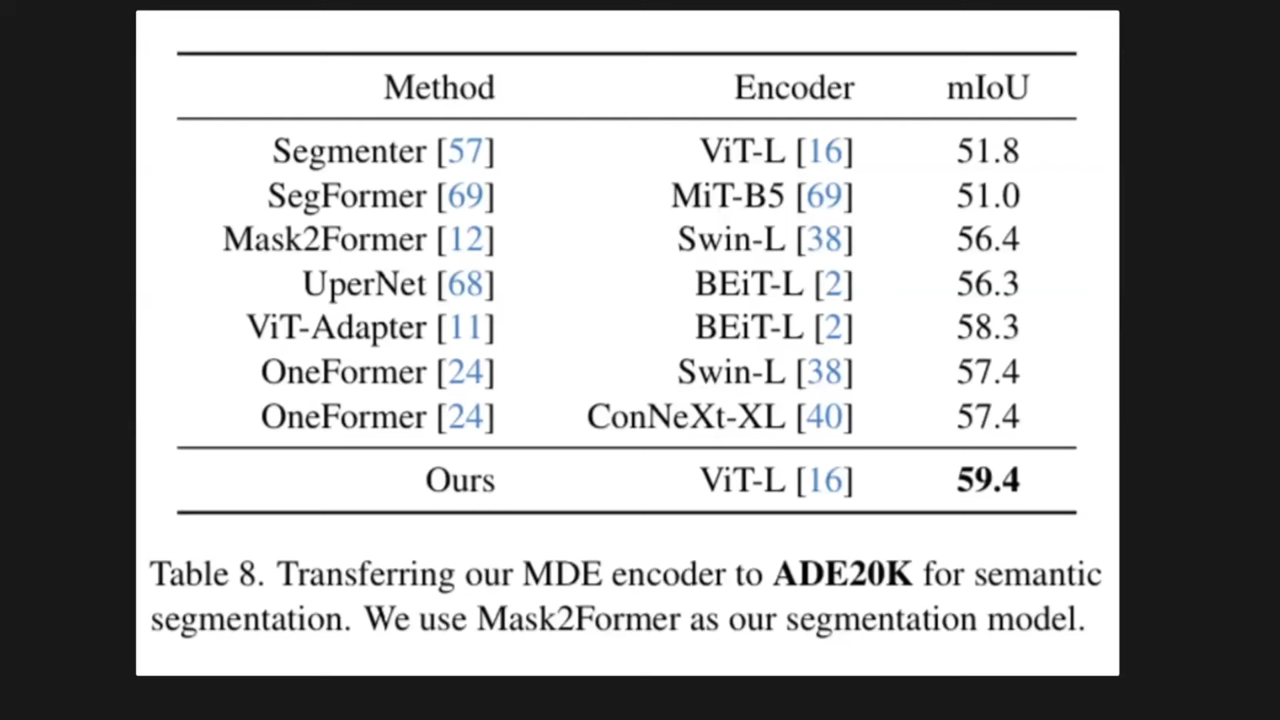 Method Encoder mIoU
Segmenter [57] ViT-L [16] 51.8
SegFormer [69] MiT-B5 [69] 51.0
Mask2Former [12] Swin-L [38] 56.4
UperNet [68] BEiT-L [2] 56.3
ViT-Adapter [11] BEiT-L [2] 58.3
OneFormer [24] Swin-L [38] 57.4
OneFormer [24] ConNeXt-XL [40] 57.4
Ours ViT-L [16] 59.4
Table 8. Transferring our MDE encoder to ADE20K for semantic
segmentation. We use Mask2Former as our segmentation model.